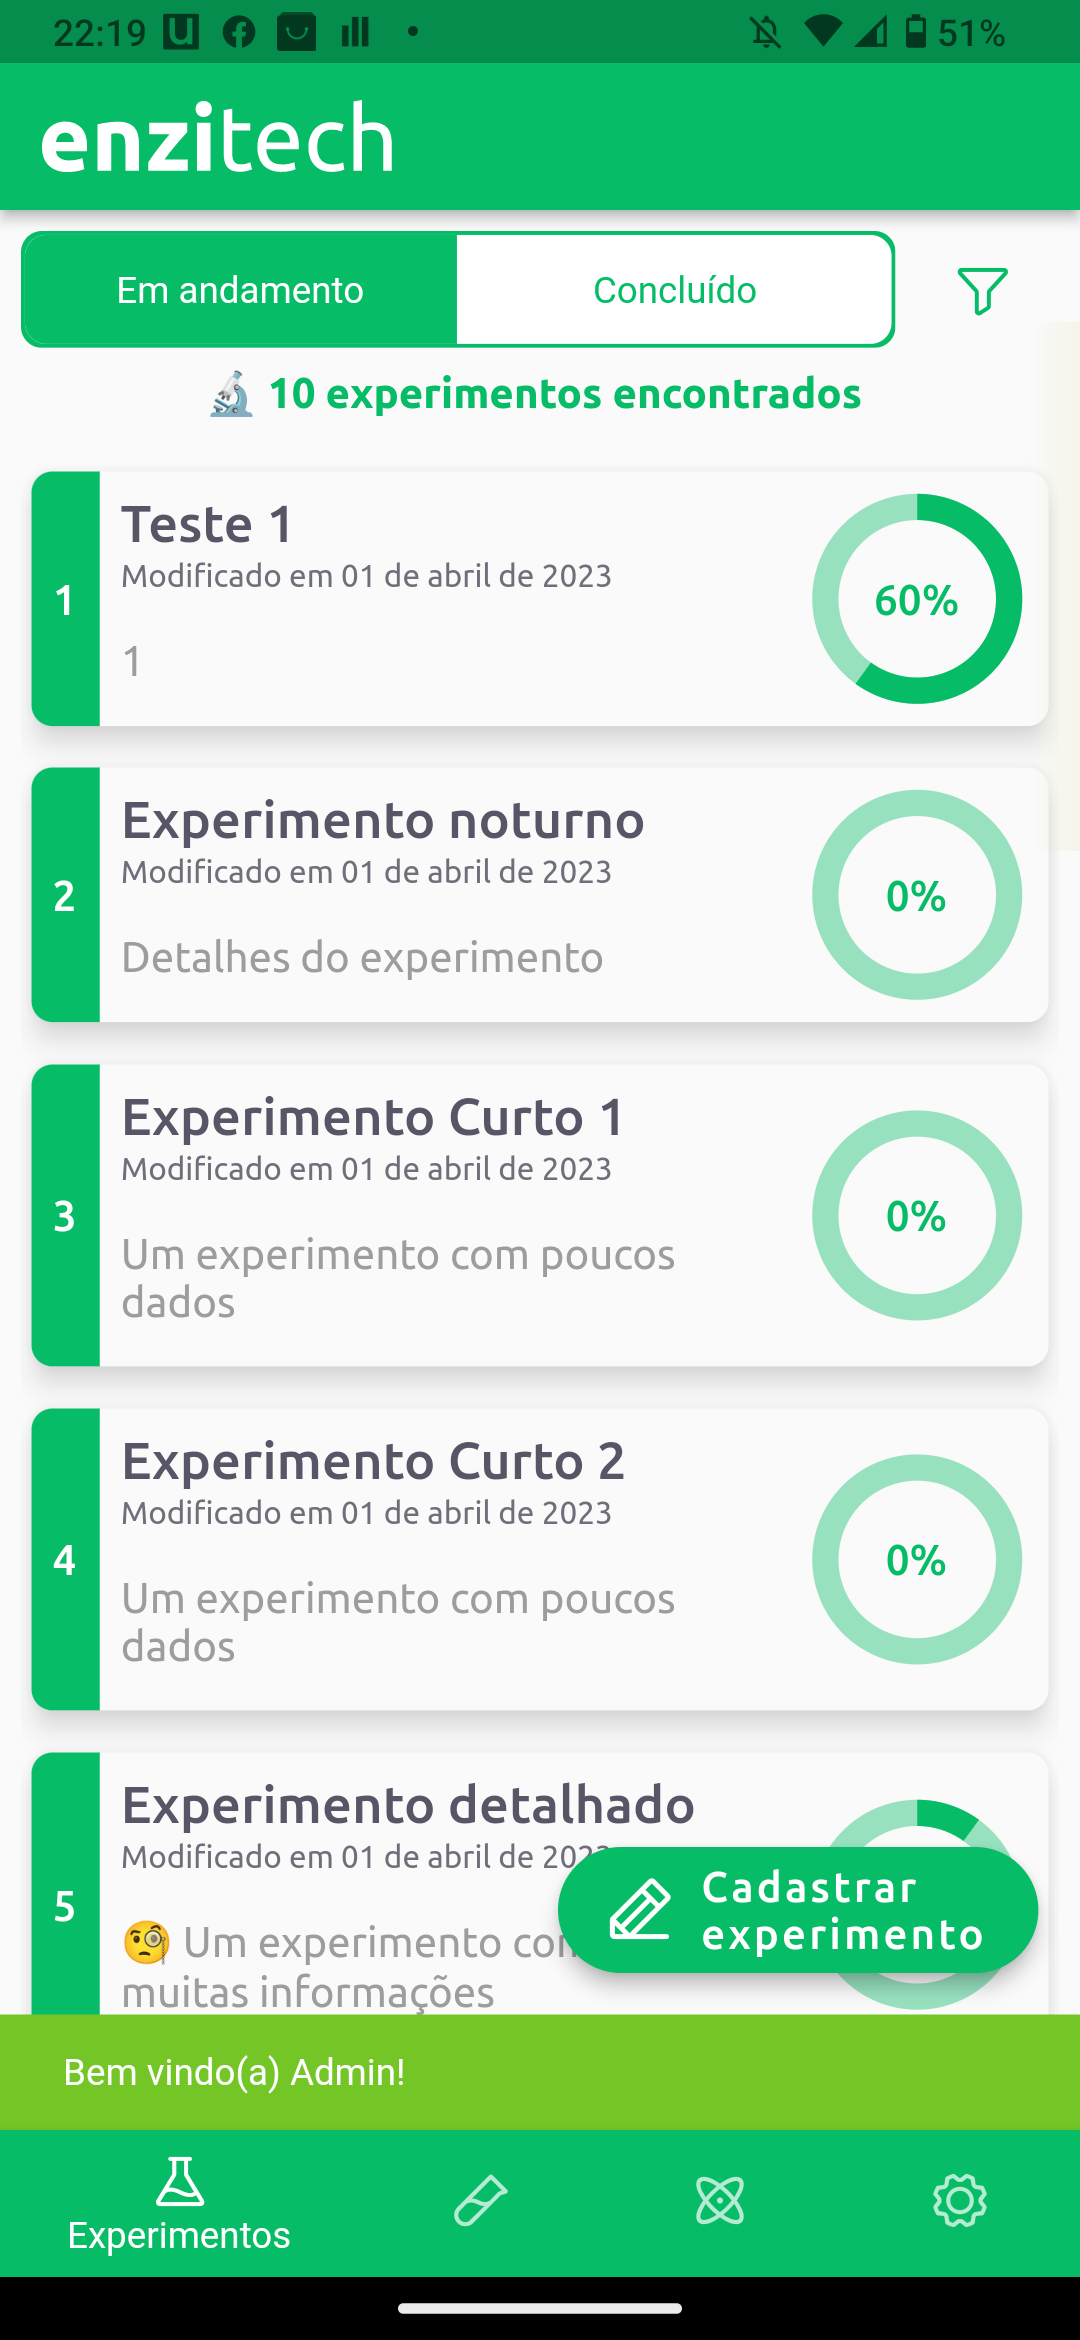 22:19
51%
enzitech
Em andamento
Concluído
10 experimentos encontrados
1
Teste 1
Modificado em 01 de abril de 2023
1
60%
2
Experimento noturno
Modificado em 01 de abril de 2023
Detalhes do experimento
0%
3
Experimento Curto 1
Modificado em 01 de abril de 2023
Um experimento com poucos
dados
0%
4
Experimento Curto 2
Modificado em 01 de abril de 2023
Um experimento com poucos
dados
0%
5
Experimento detalhado
Modificado em 01 de abril de 2023
🧐 Um experimento
muitas informações
Cadastrar
experimento
Bem vindo(a) Admin!
Experimentos